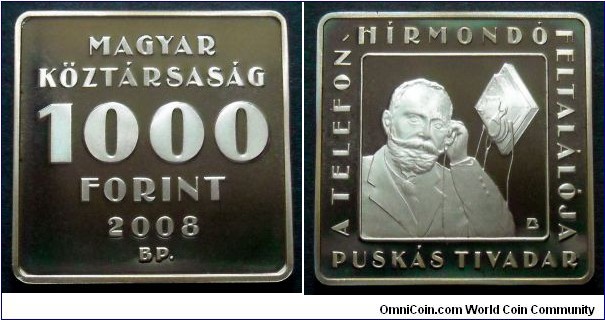 MAGYAR
KÖZTÁRSASÁG
1000
FORINT
2008
BP.
A TELEFON-
HÍRMONDÓ
FELTALÁLÓJA
PUSKÁS TIVADAR
OmniCoin.com World Coin Community